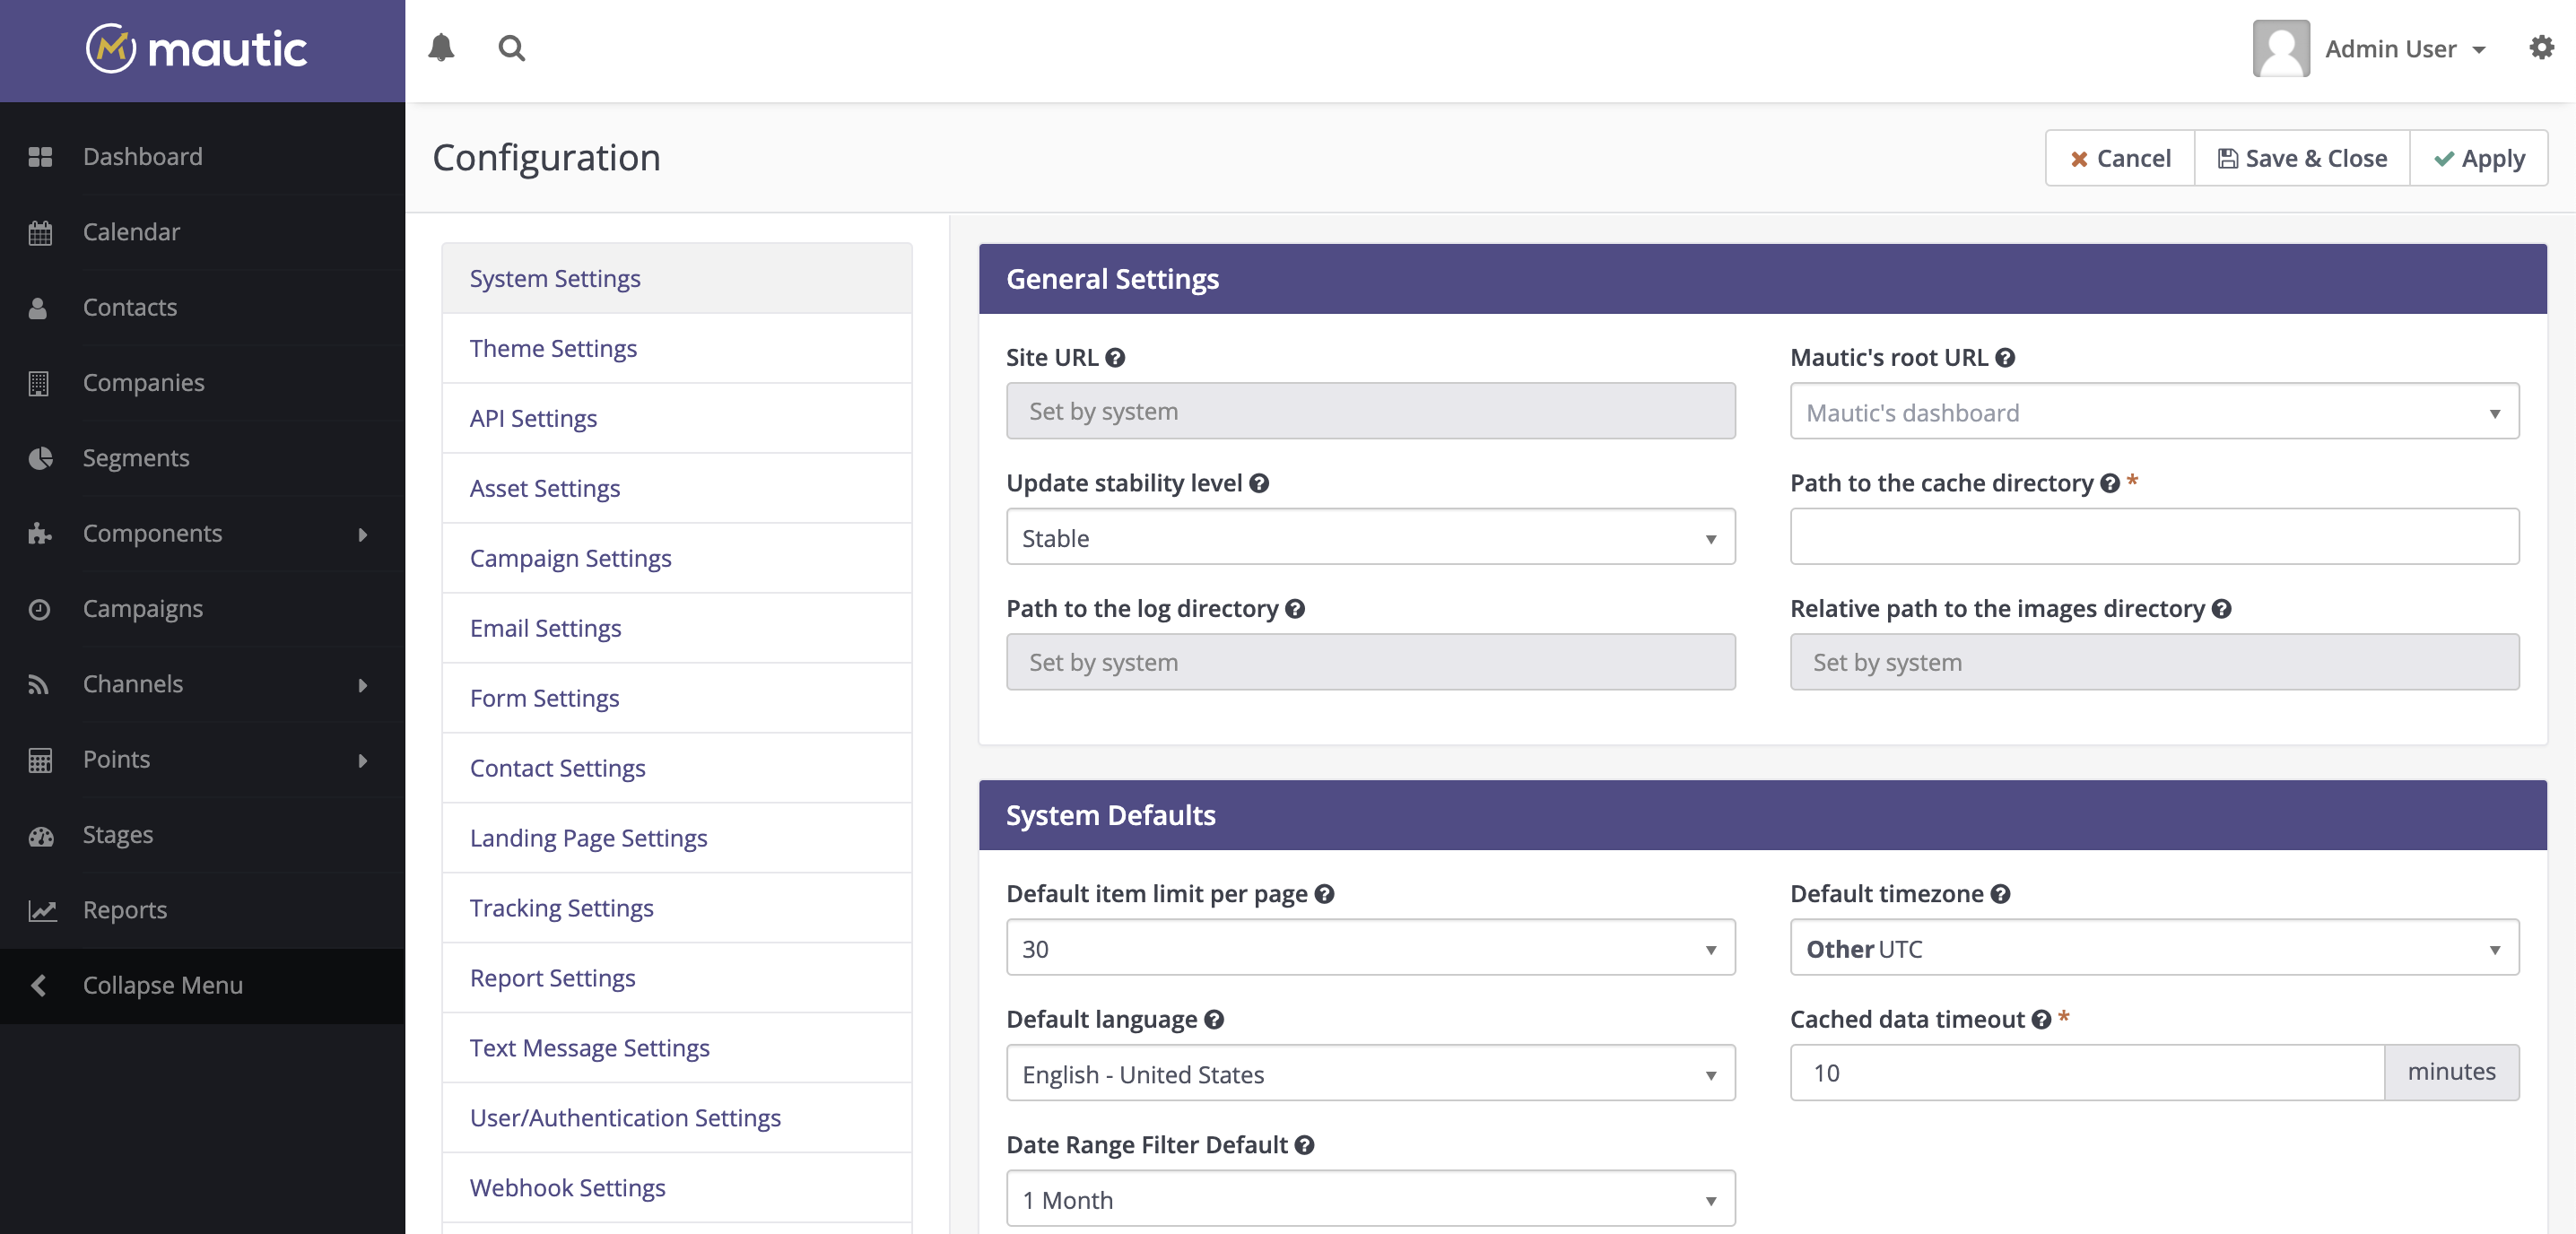 mautic
Admin User
Dashboard
Calendar
Contacts
Companies
Segments
Components
Campaigns
Channels
Points
Stages
Reports
Collapse Menu
Configuration
Cancel
Save & Close
Apply
System Settings
Theme Settings
API Settings
Asset Settings
Campaign Settings
Email Settings
Form Settings
Contact Settings
Landing Page Settings
Tracking Settings
Report Settings
Text Message Settings
User/Authentication Settings
Webhook Settings
General Settings
Site URL
Set by system
Mautic's root URL
Mautic's dashboard
Update stability level
Stable
Path to the cache directory *
Path to the log directory
Set by system
Relative path to the images directory
Set by system
System Defaults
Default item limit per page
30
Default timezone
Other UTC
Default language
English - United States
Cached data timeout *
10 minutes
Date Range Filter Default
1 Month